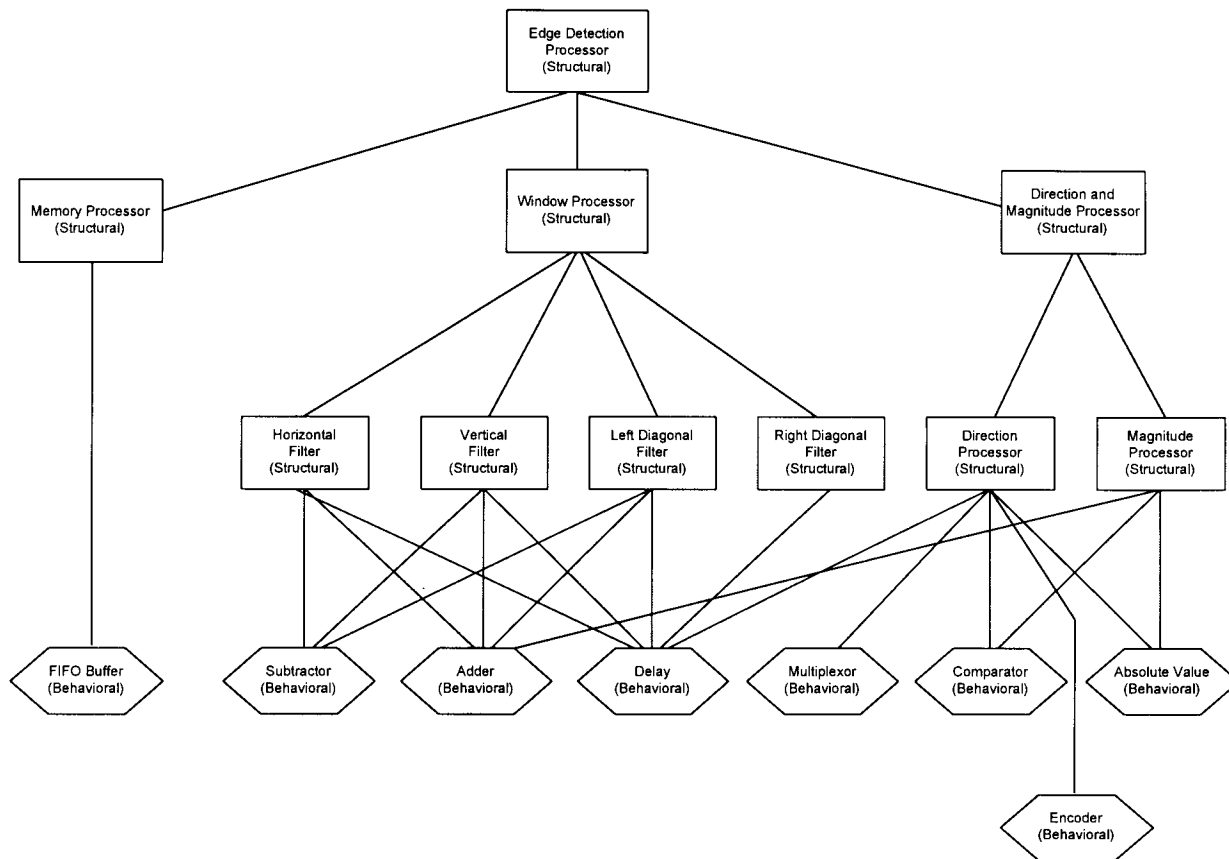 Edge Detection
Processor
(Structural)
Memory Processor
(Structural)
Window Processor
(Structural)
Direction and
Magnitude Processor
(Structural)
Horizontal
Filter
(Structural)
Vertical
Filter
(Structural)
Left Diagonal
Filter
(Structural)
Right Diagonal
Filter
(Structural)
Direction
Processor
(Structural)
Magnitude
Processor
(Structural)
FIFO Buffer
(Behavioral)
Subtractor
(Behavioral)
Adder
(Behavioral)
Delay
(Behavioral)
Multiplexor
(Behavioral)
Comparator
(Behavioral)
Absolute Value
(Behavioral)
Encoder
(Behavioral)